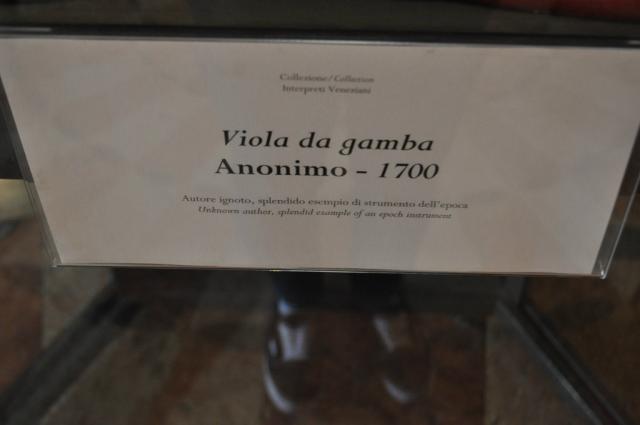 Collezione/Collection
Interpreti Veneziani
Viola da gamba
Anonimo - 1700
Autore ignoto, splendido esempio di strumento dell'epoca
Unknown author, splendid example of an epoch instrument